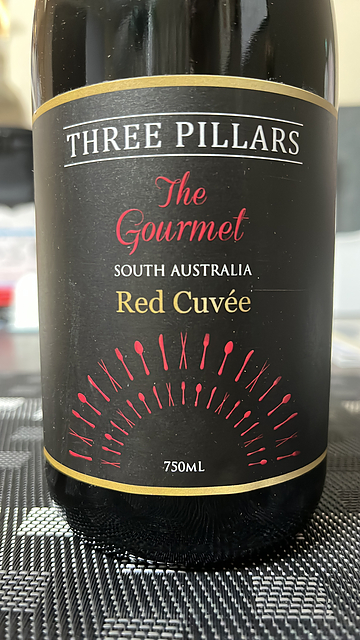 THREE PILLARS
The
Gourmet
SOUTH AUSTRALIA
Red Cuvée
750ML